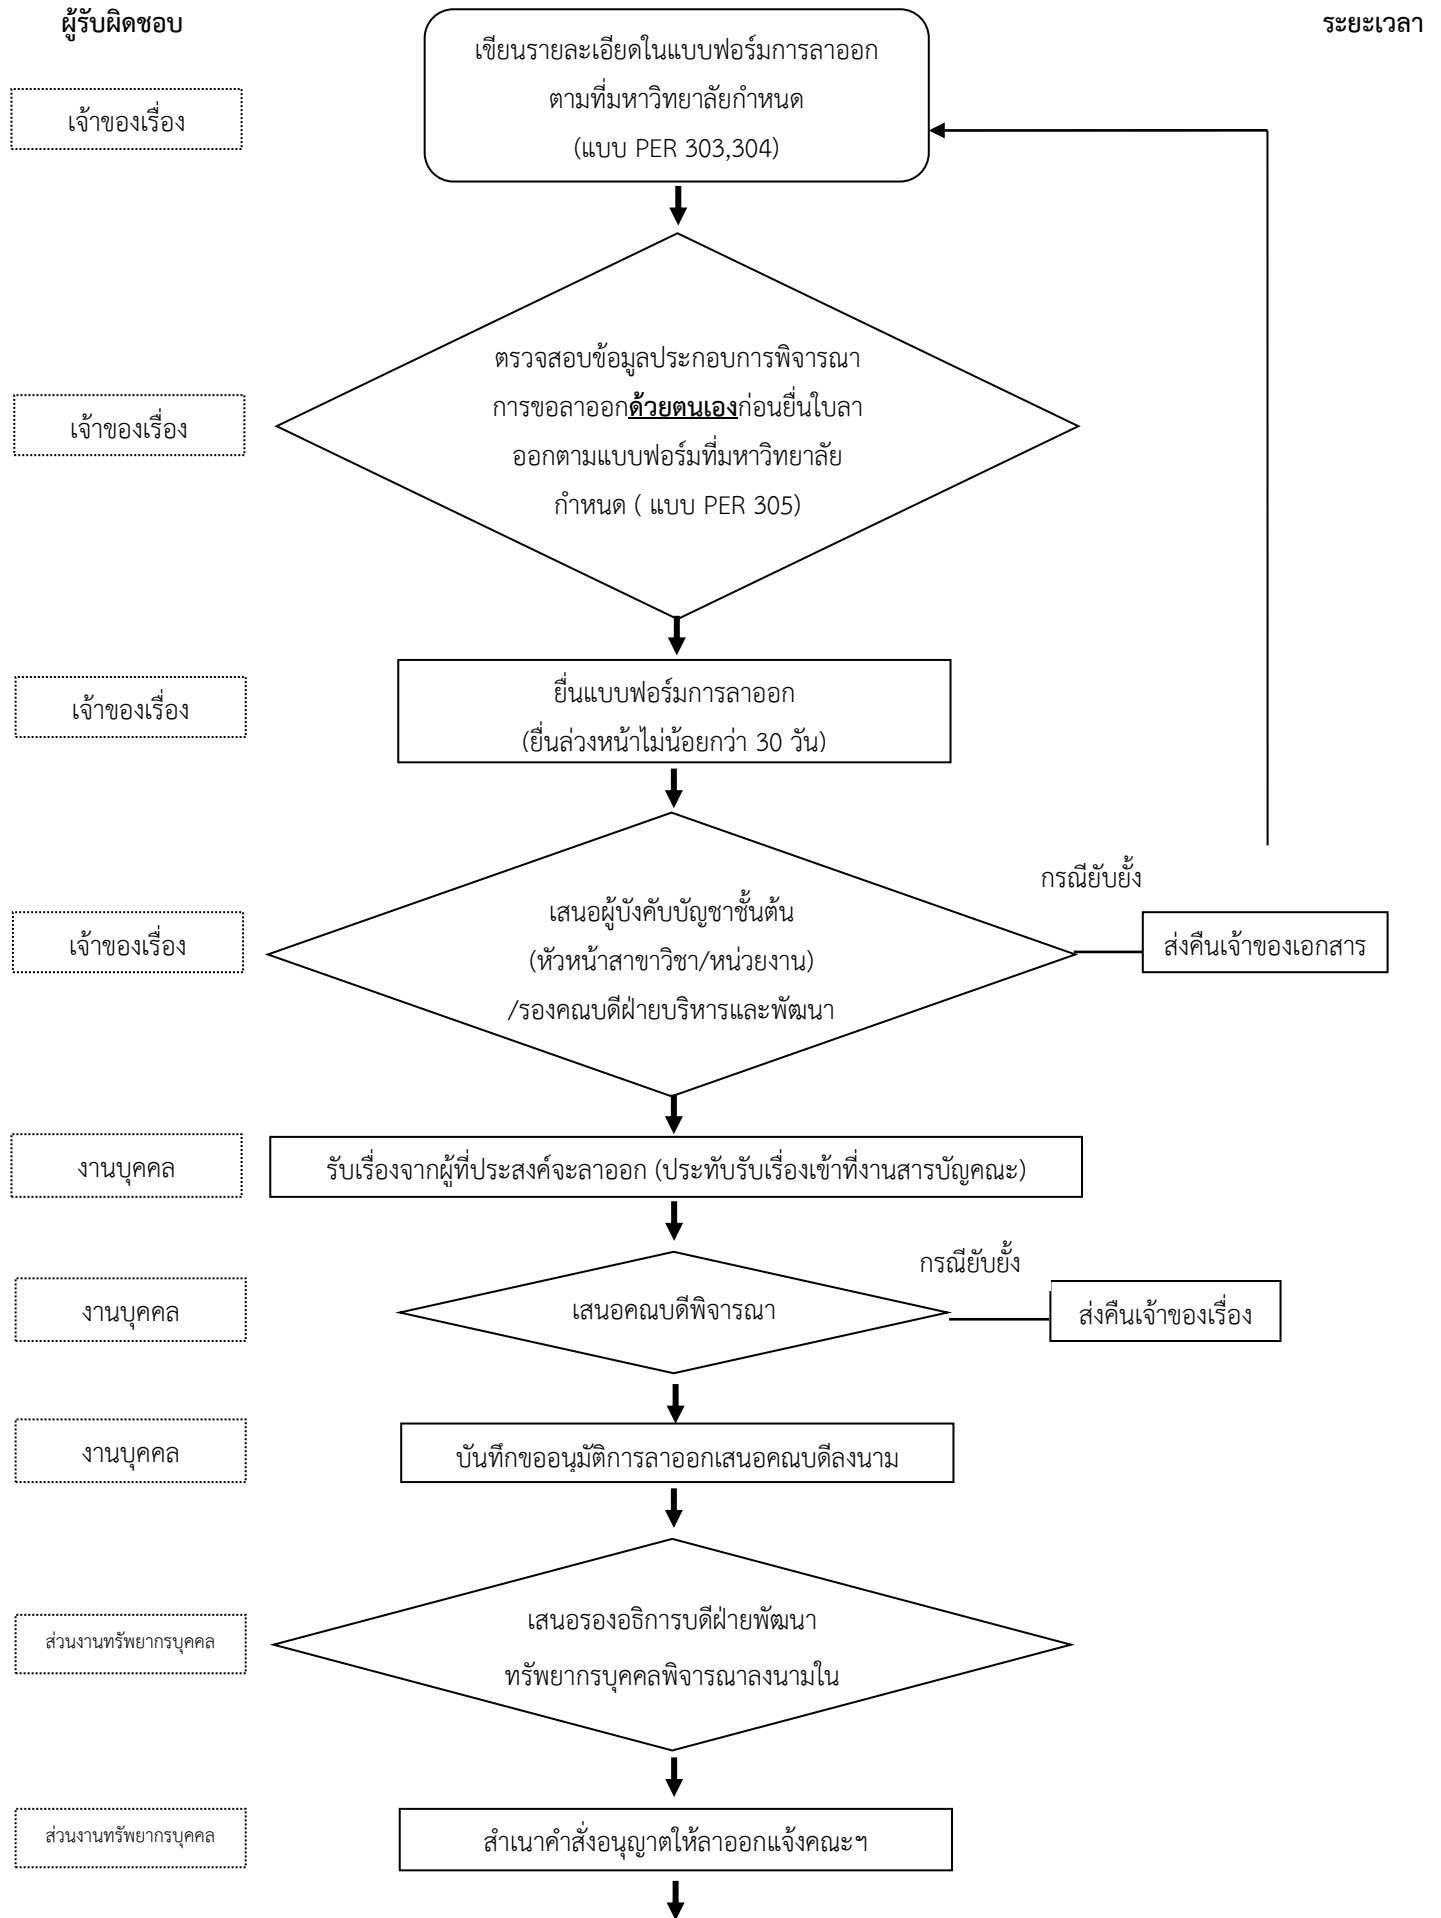 ผู้รับผิดชอบ
ระยะเวลา
เขียนรายละเอียดในแบบฟอร์มการลาออก
ตามที่มหาวิทยาลัยกำหนด
(แบบ PER 303,304)
เจ้าของเรื่อง
ตรวจสอบข้อมูลประกอบการพิจารณา
การขอลาออกด้วยตนเองก่อนยื่นใบลา
ออกตามแบบฟอร์มที่มหาวิทยาลัย
กำหนด ( แบบ PER 305)
เจ้าของเรื่อง
ยื่นแบบฟอร์มการลาออก
(ยื่นล่วงหน้าไม่น้อยกว่า 30 วัน)
เจ้าของเรื่อง
กรณียับยั้ง
เสนอผู้บังคับบัญชาชั้นต้น
(หัวหน้าสาขาวิชา/หน่วยงาน)
/รองคณบดีฝ่ายบริหารและพัฒนา
เจ้าของเรื่อง
ส่งคืนเจ้าของเอกสาร
งานบุคคล
รับเรื่องจากผู้ที่ประสงค์จะลาออก (ประทับรับเรื่องเข้าที่งานสารบัญคณะ)
กรณียับยั้ง
งานบุคคล
เสนอคณบดีพิจารณา
ส่งคืนเจ้าของเรื่อง
งานบุคคล
บันทึกขออนุมัติการลาออกเสนอคณบดีลงนาม
เสนอรองอธิการบดีฝ่ายพัฒนา
ทรัพยากรบุคคลพิจารณาลงนามใน
ส่วนงานทรัพยากรบุคคล
ส่วนงานทรัพยากรบุคคล
สำเนาคำสั่งอนุญาตให้ลาออกแจ้งคณะฯ